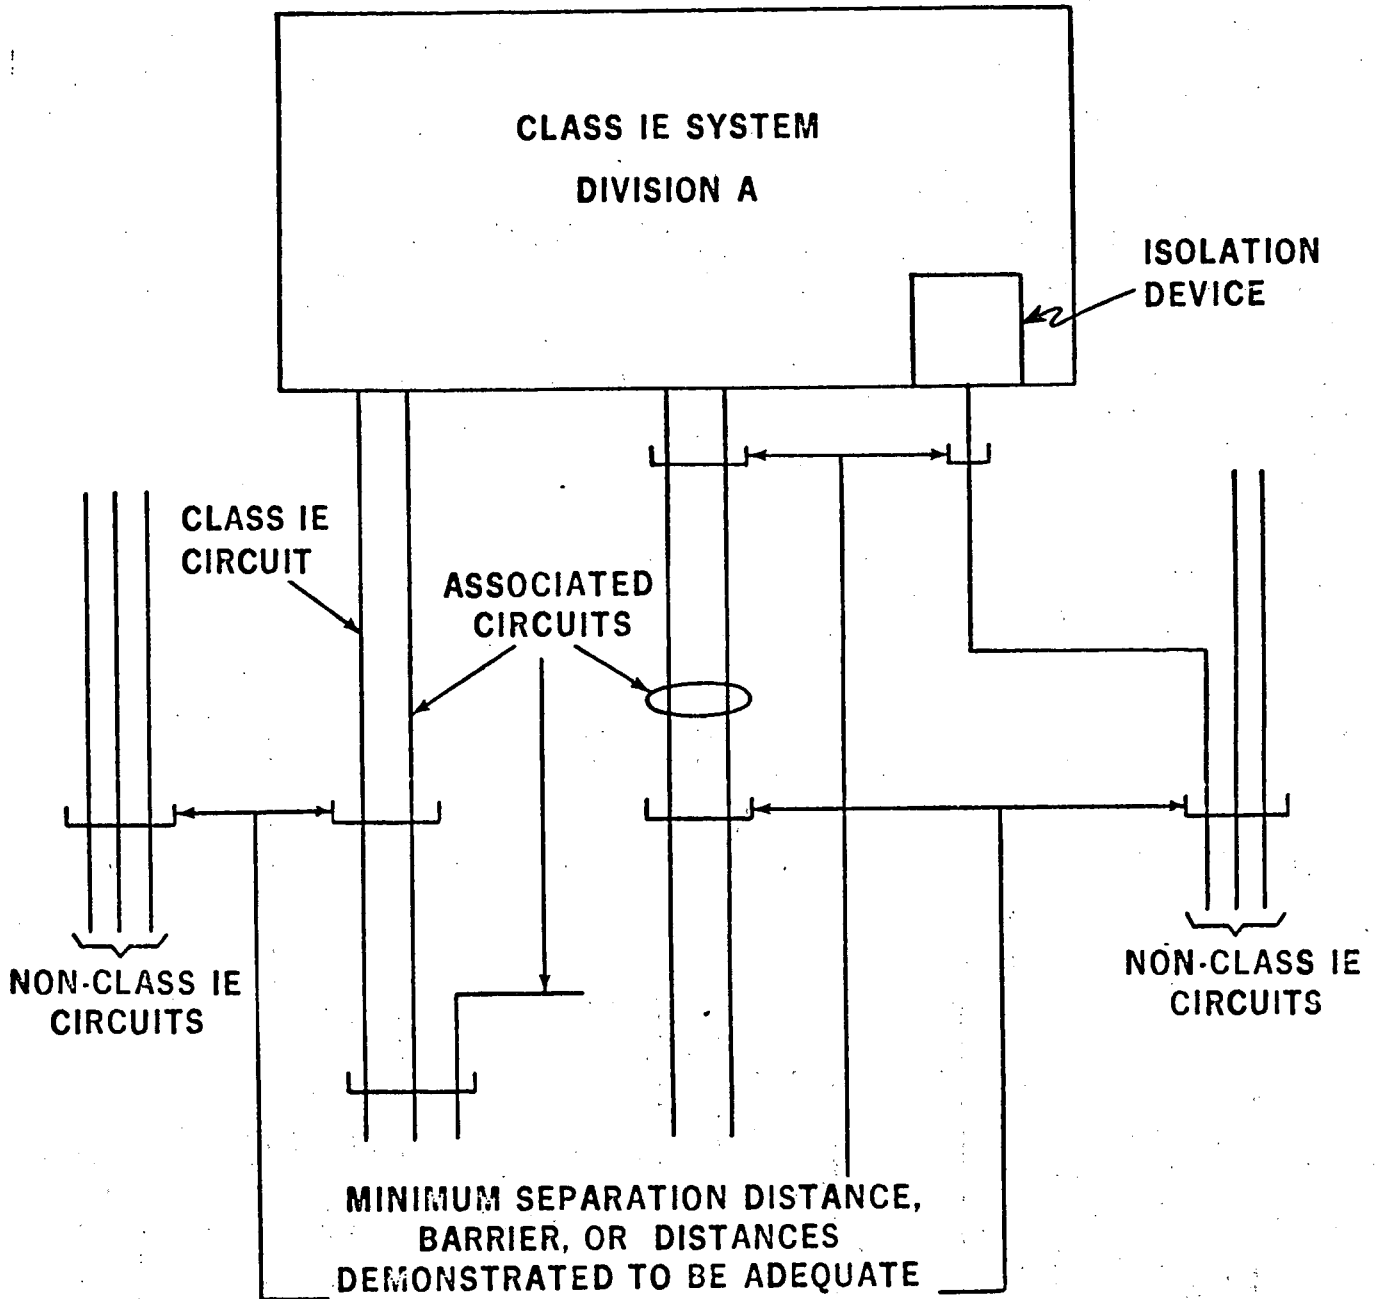 CLASS IE SYSTEM
DIVISION A
ISOLATION
DEVICE
CLASS IE
CIRCUIT
ASSOCIATED
CIRCUITS
NON-CLASS IE
CIRCUITS
NON-CLASS IE
CIRCUITS
MINIMUM SEPARATION DISTANCE,
BARRIER, OR DISTANCES
DEMONSTRATED TO BE ADEQUATE